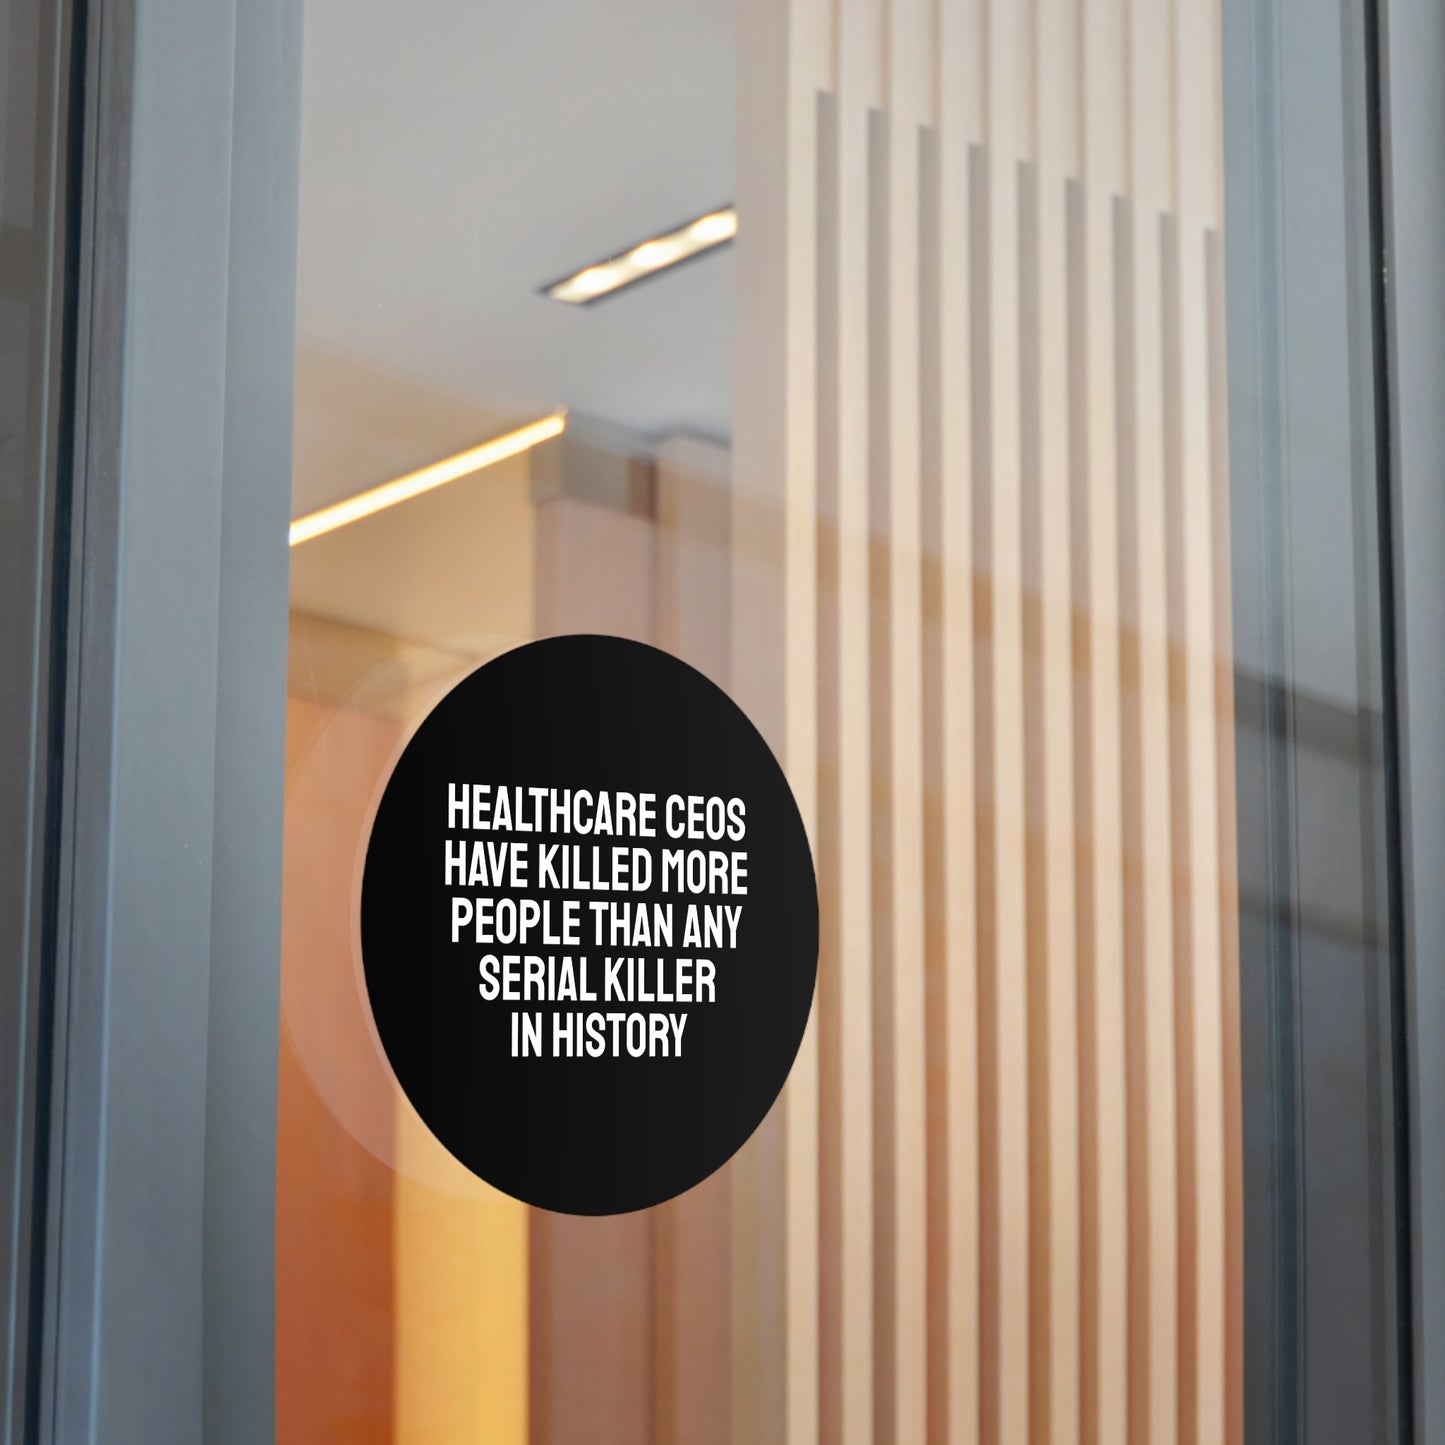 HEALTHCARE CEOS
HAVE KILLED MORE
PEOPLE THAN ANY
SERIAL KILLER
IN HISTORY